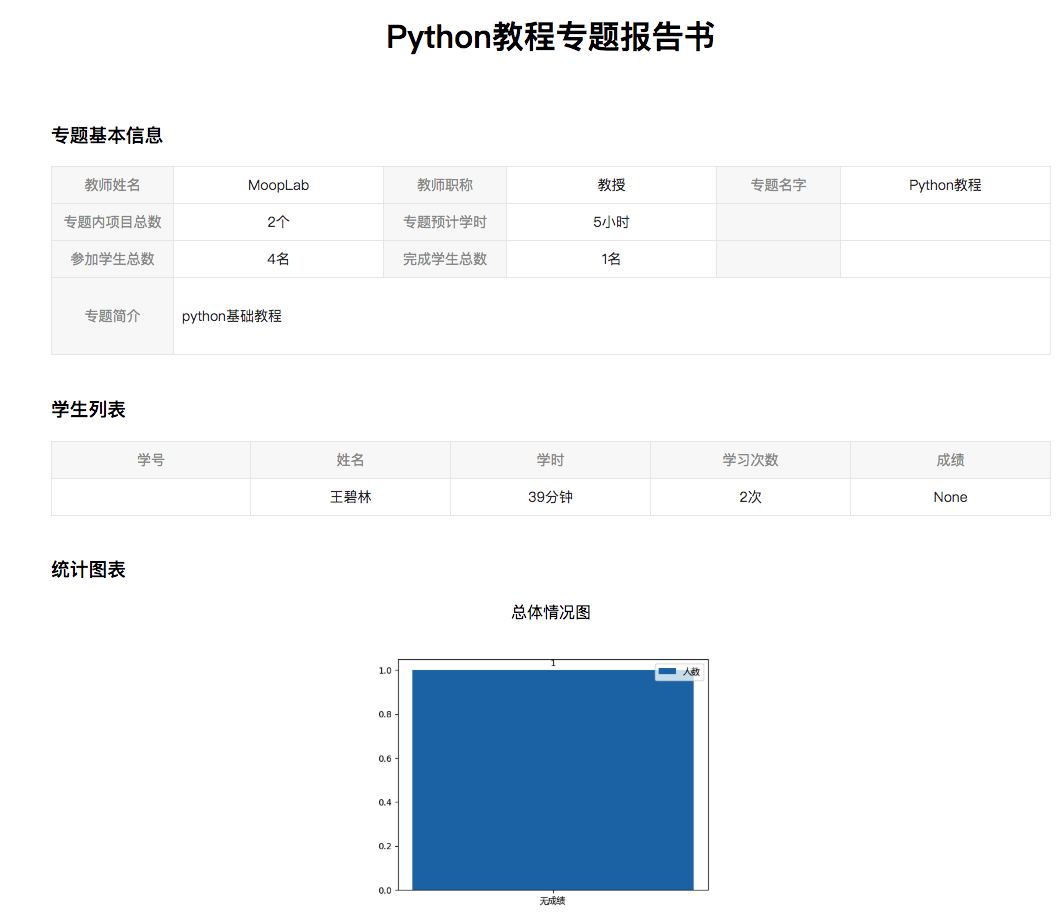 Python教程专题报告书
专题基本信息
教师姓名 MoopLab 教师职称 教授 专题名字 Python教程
专题内项目总数 2个 专题预计学时 5小时
参加学生总数 4名 完成学生总数 1名
专题简介 python基础教程
学生列表
学号 姓名 学时 学习次数 成绩
王碧林 39分钟 2次 None
统计图表
总体情况图
1
人数
1.0
0.8
0.6
0.4
0.2
0.0
无成绩